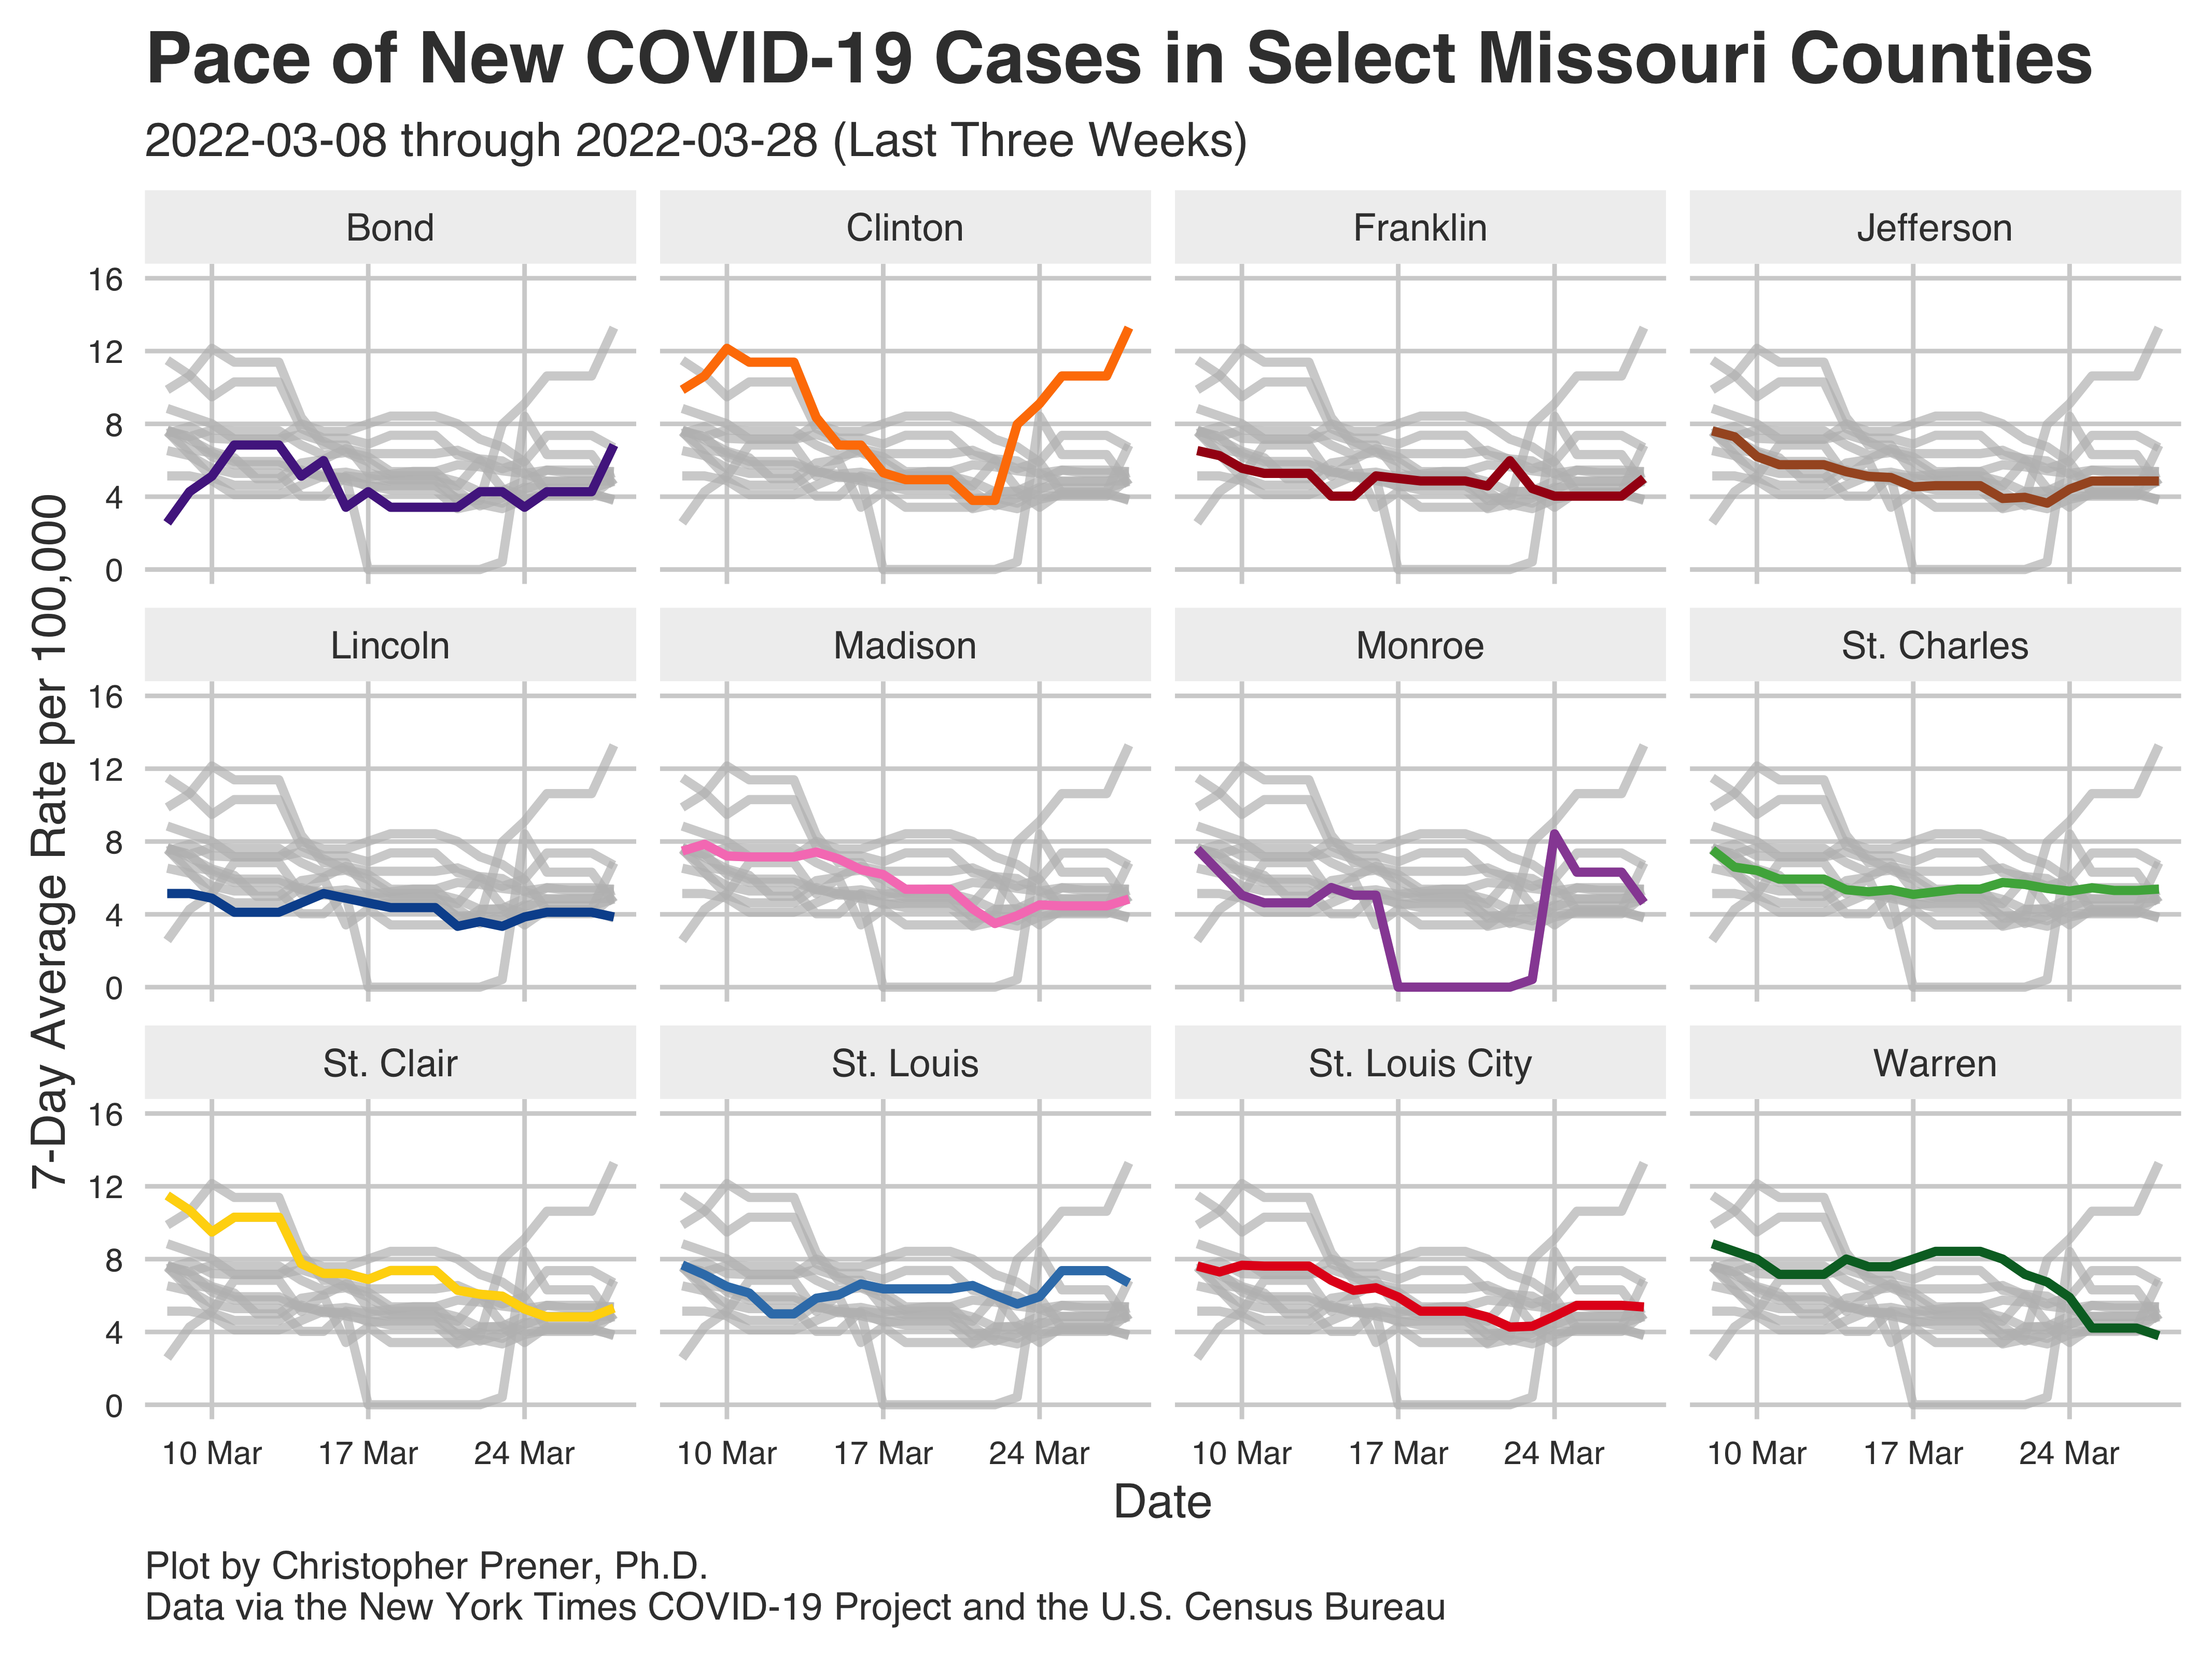 Pace of New COVID-19 Cases in Select Missouri Counties
2022-03-08 through 2022-03-28 (Last Three Weeks)
Bond
Clinton
Franklin
Jefferson
16
12
8
4
0
Lincoln
Madison
Monroe
St. Charles
16
12
8
4
0
St. Clair
St. Louis
St. Louis City
Warren
16
12
8
4
0
7-Day Average Rate per 100,000
10 Mar 17 Mar 24 Mar 10 Mar 17 Mar 24 Mar 10 Mar 17 Mar 24 Mar 10 Mar 17 Mar 24 Mar
Date
Plot by Christopher Prener, Ph.D.
Data via the New York Times COVID-19 Project and the U.S. Census Bureau